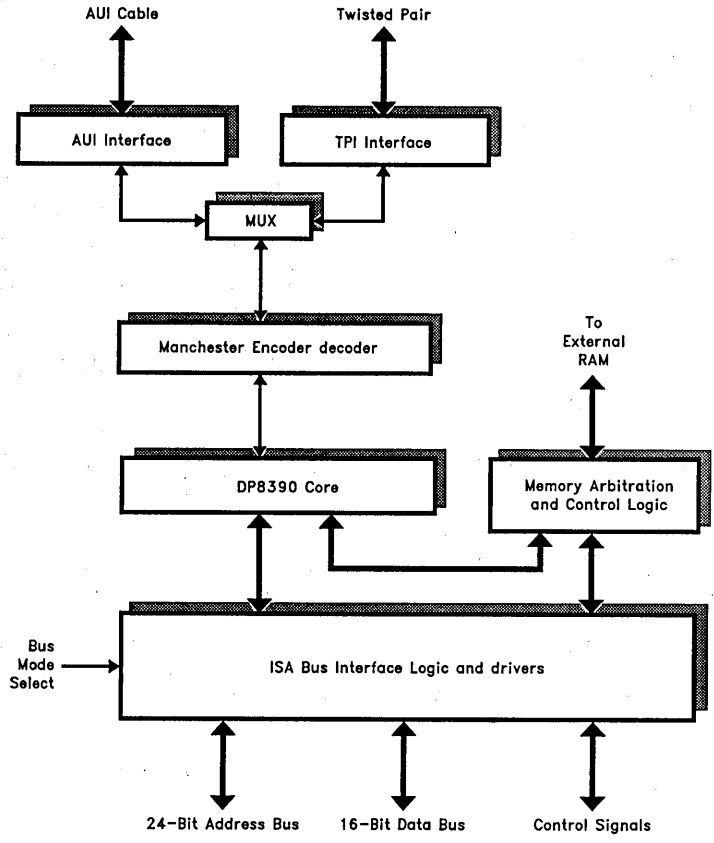 AUI Cable
Twisted Pair
AUI Interface
TPI Interface
MUX
Manchester Encoder decoder
To
External
RAM
DP8390 Core
Memory Arbitration
and Control Logic
Bus
Mode
Select
ISA Bus Interface Logic and drivers
24-Bit Address Bus
16-Bit Data Bus
Control Signals